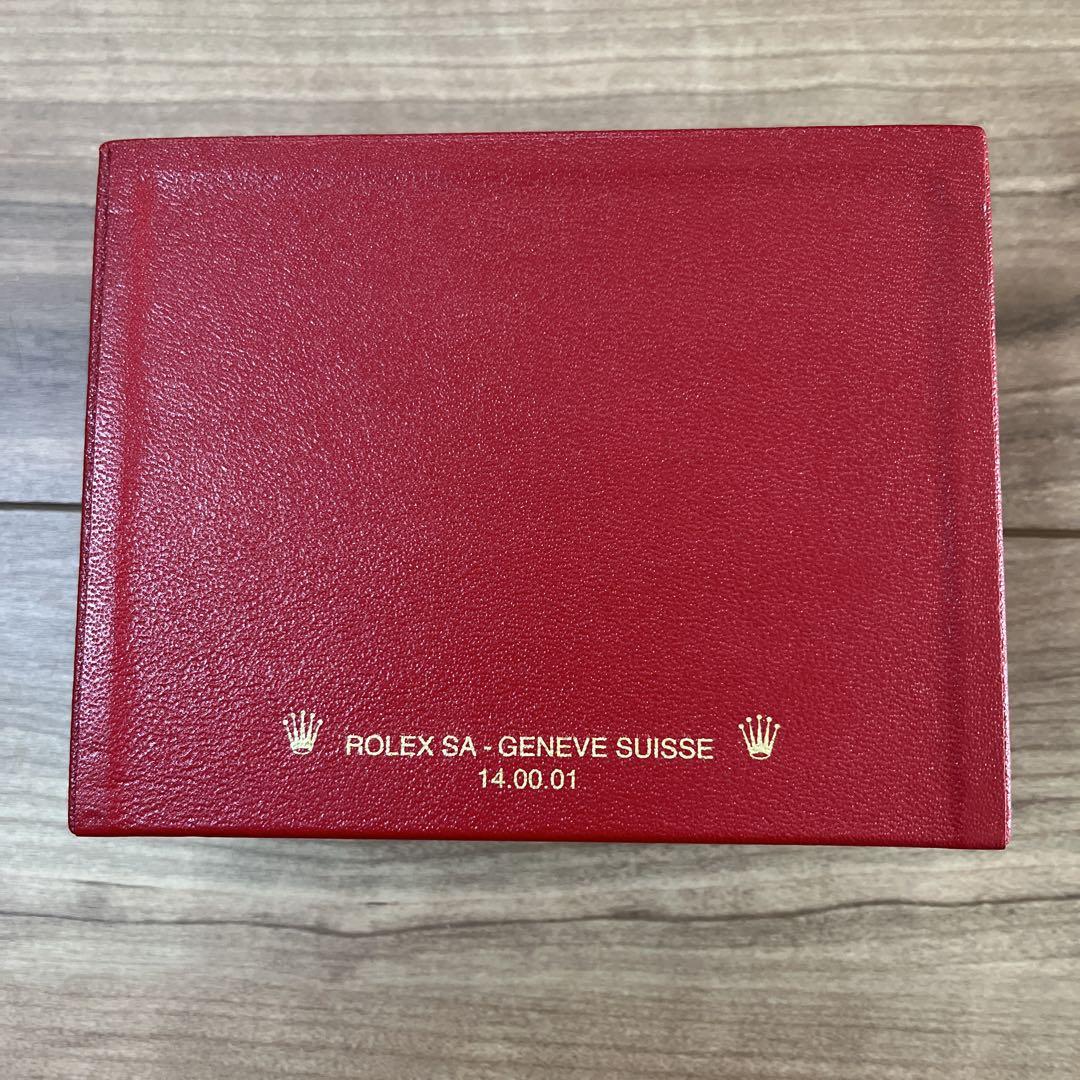 ROLEX SA - GENEVE SUISSE
14.00.01